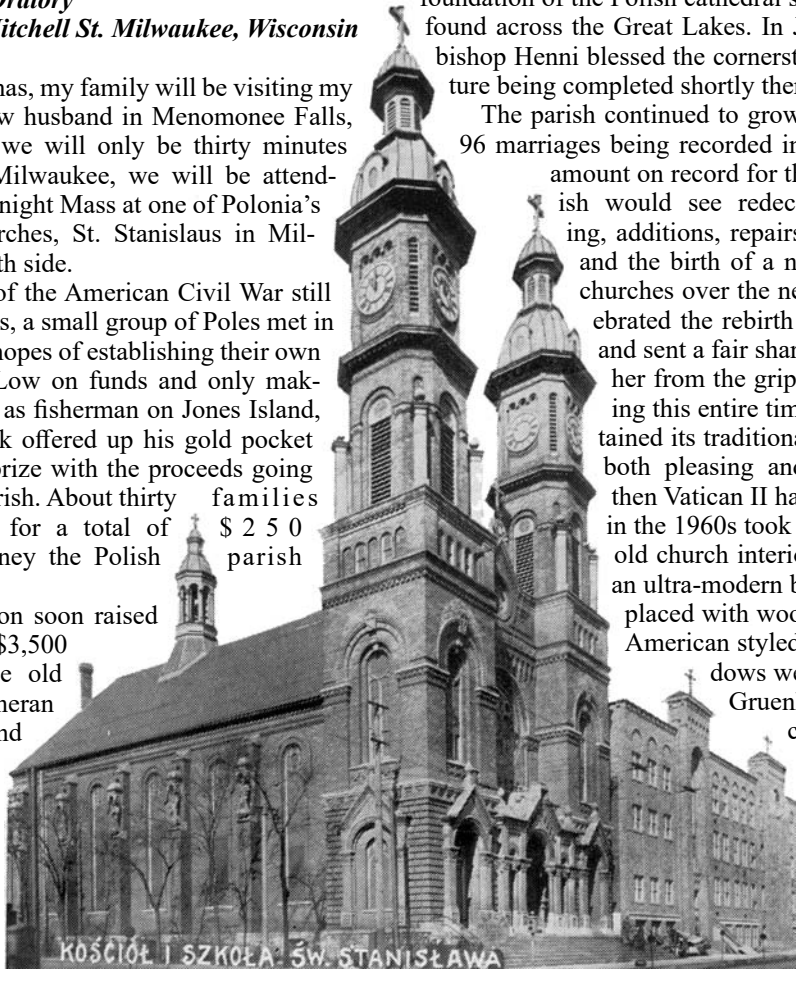 Oratory
itchell St. Milwaukee, Wisconsin
mas, my family will be visiting my
w husband in Menomonee Falls,
we will only be thirty minutes
Milwaukee, we will be attend-
night Mass at one of Polonia's
rches, St. Stanislaus in Mil-
th side.
of the American Civil War still
s, a small group of Poles met in
hopes of establishing their own
Low on funds and only mak-
as fisherman on Jones Island,
k offered up his gold pocket
prize with the proceeds going
rish. About thirty families
for a total of $250
ney the Polish parish
on soon raised
$3,500
e old
heran
nd
foundation of the Polish cathedral s
found across the Great Lakes. In J
bishop Henni blessed the cornerst
ture being completed shortly ther
The parish continued to grow
96 marriages being recorded in
amount on record for th
ish would see redec
ing, additions, repairs
and the birth of a n
churches over the ne
ebrated the rebirth
and sent a fair shar
her from the grip
ing this entire tim
tained its traditiona
both pleasing and
then Vatican II ha
in the 1960s took
old church interio
an ultra-modern b
placed with woo
American styled
dows we
Gruen
c
KOŚCIÓŁ I SZKOŁA ŚW. STANISŁAWA